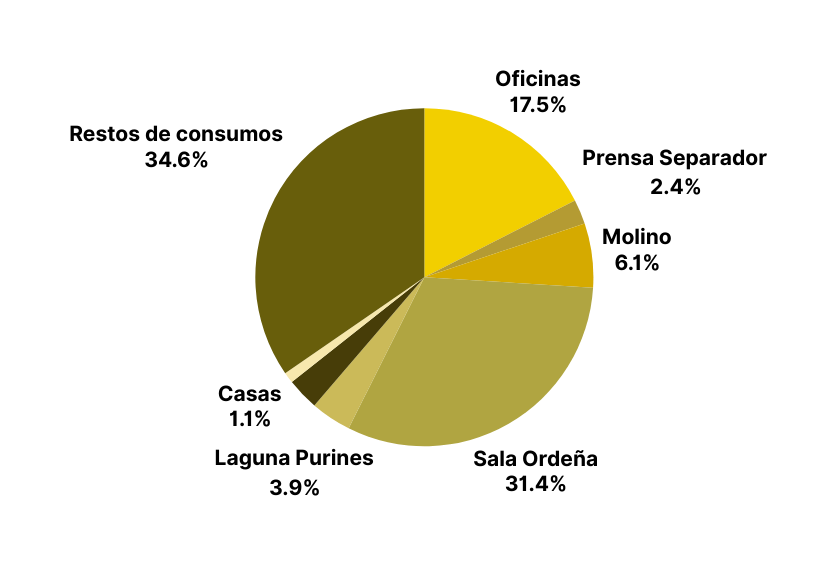 Oficinas
17.5%
Prensa Separador
2.4%
Molino
6.1%
Sala Ordeña
31.4%
Laguna Purines
3.9%
Casas
1.1%
Restos de consumos
34.6%